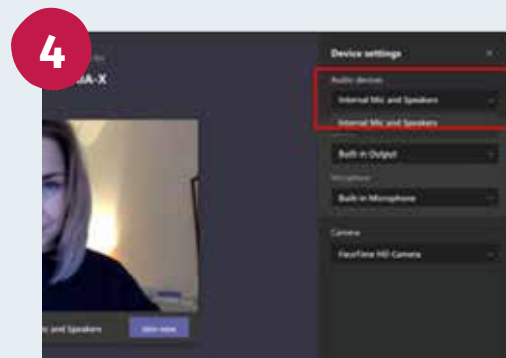 4
A-X
Device settings
Audio devices
Internal Mic and Speakers
Internal Mic and Speakers
Built-in Output
Microphone
Built-in Microphone
Camera
FaceTime HD Camera
Mic and Speakers
Join now